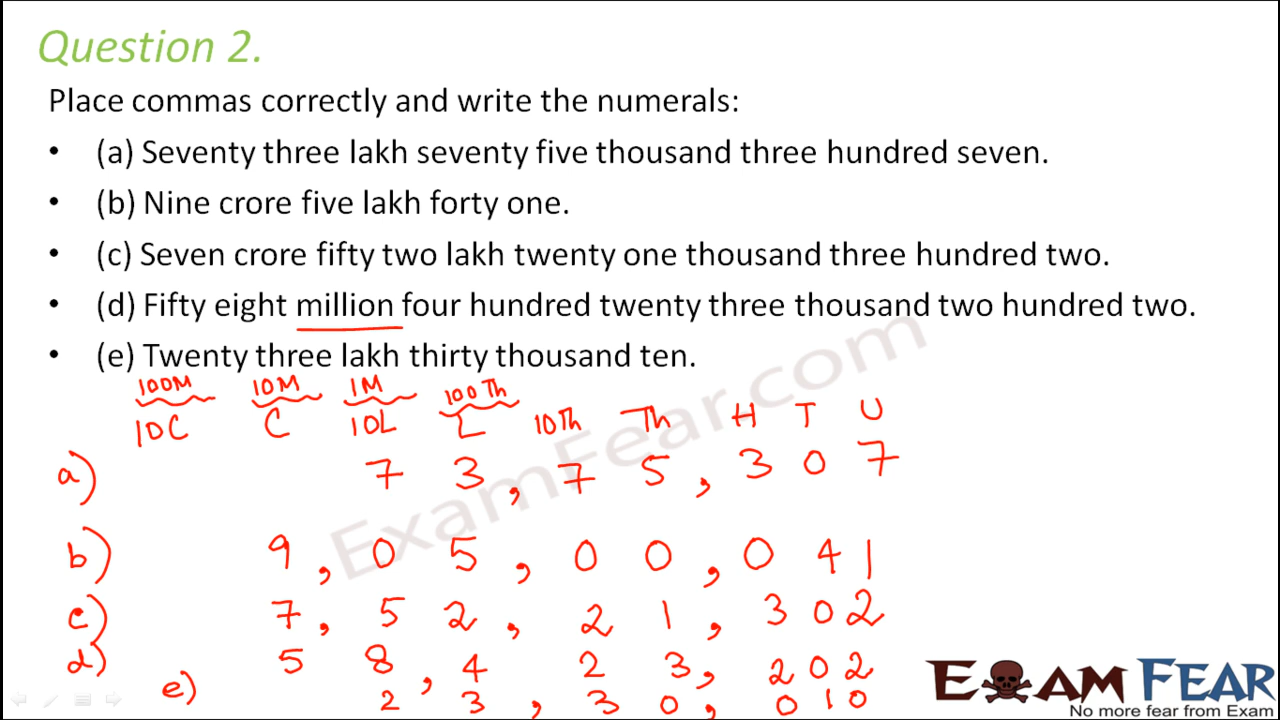 Question 2.
Place commas correctly and write the numerals:
• (a) Seventy three lakh seventy five thousand three hundred seven.
• (b) Nine crore five lakh forty one.
• (c) Seven crore fifty two lakh twenty one thousand three hundred two.
• (d) Fifty eight million four hundred twenty three thousand two hundred two.
• (e) Twenty three lakh thirty thousand ten.
100M 10M 1M 100Th
10C C 10L L 10Th Th H T U
a) 7 3 , 7 5 , 3 0 7
b) 9 , 0 5 , 0 0 , 0 4 1
c) 7 , 5 2 , 2 1 , 3 0 2
d) 5 8 , 4 2 3 , 2 0 2
e) 2 3 , 3 0 , 0 1 0
ExamFear.com
EXAM FEAR
No more fear from Exam